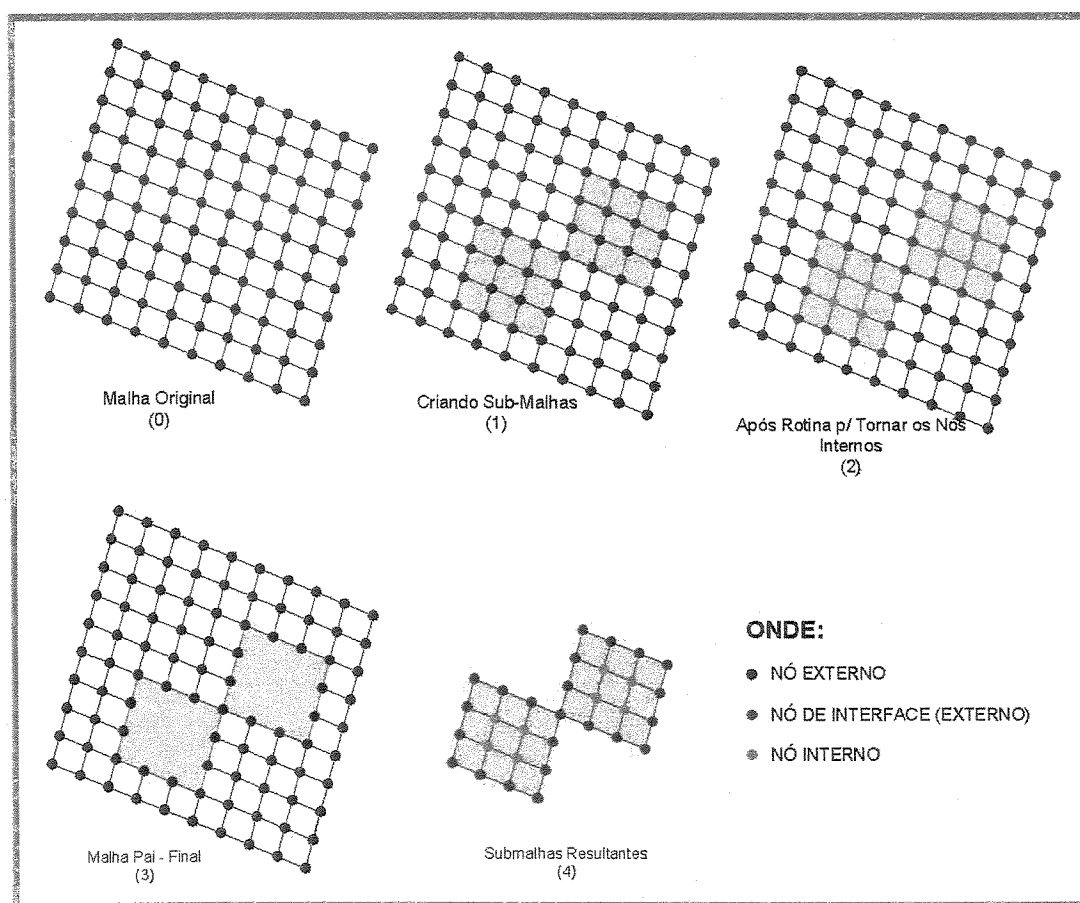 Malha Original
(0)
Criando Sub-Malhas
(1)
Após Rotina p/ Tornar os Nós
Internos
(2)
Malha Pai - Final
(3)
Submalhas Resultantes
(4)
ONDE:
NÓ EXTERNO
NÓ DE INTERFACE (EXTERNO)
NÓ INTERNO